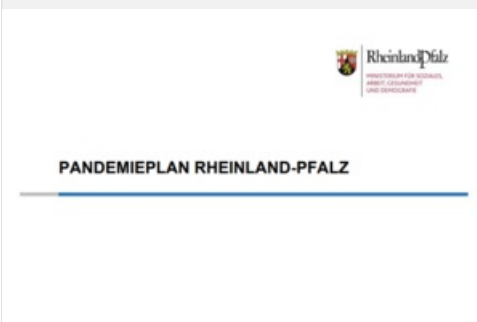 RheinlandPfalz
MINISTERIUM FÜR SOZIALES,
ARBEIT, GESUNDHEIT
UND DEMOGRAFIE
PANDEMIEPLAN RHEINLAND-PFALZ